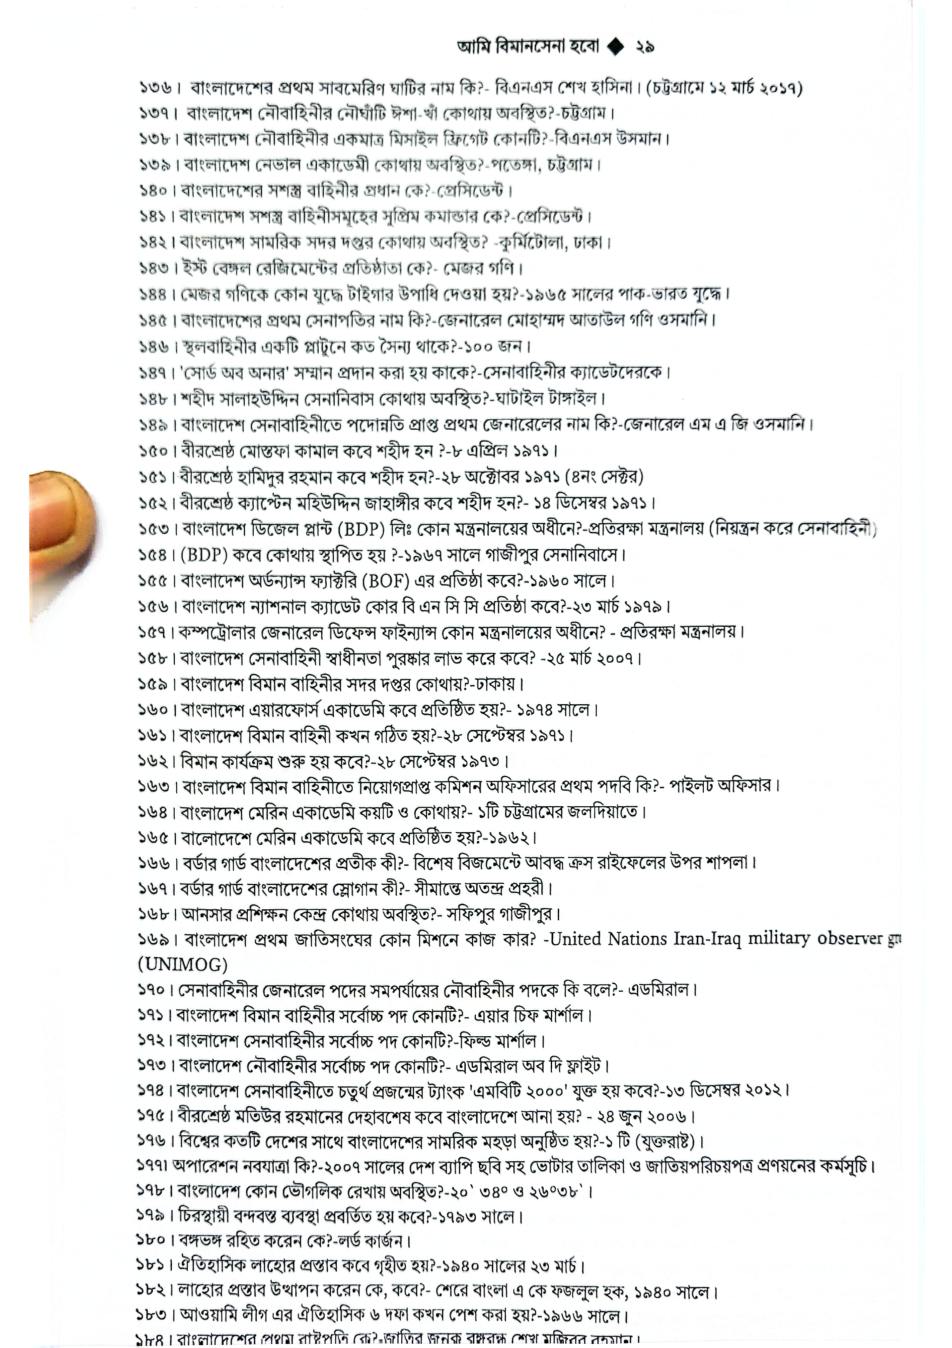 আমি বিমানসেনা হবো ◆ ২৯
১৩৬। বাংলাদেশের প্রথম সাবমেরিণ ঘাটির নাম কি?- বিএনএস শেখ হাসিনা। (চট্টগ্রামে ১২ মার্চ ২০১৭)
১৩৭। বাংলাদেশ নৌবাহিনীর নৌঘাঁটি ঈশা-খাঁ কোথায় অবস্থিত?-চট্টগ্রাম।
১৩৮। বাংলাদেশ নৌবাহিনীর একমাত্র মিসাইল ফ্রিগেট কোনটি?-বিএনএস উসমান।
১৩৯। বাংলাদেশ নেভাল একাডেমী কোথায় অবস্থিত?-পতেঙ্গা, চট্টগ্রাম।
১৪০। বাংলাদেশের সশস্ত্র বাহিনীর প্রধান কে?-প্রেসিডেন্ট।
১৪১। বাংলাদেশ সশস্ত্র বাহিনীসমূহের সুপ্রিম কমান্ডার কে?-প্রেসিডেন্ট।
১৪২। বাংলাদেশ সামরিক সদর দপ্তর কোথায় অবস্থিত? -কুর্মিটোলা, ঢাকা।
১৪৩। ইস্ট বেঙ্গল রেজিমেন্টের প্রতিষ্ঠাতা কে?- মেজর গণি।
১৪৪। মেজর গণিকে কোন যুদ্ধে টাইগার উপাধি দেওয়া হয়?-১৯৬৫ সালের পাক-ভারত যুদ্ধে।
১৪৫। বাংলাদেশের প্রথম সেনাপতির নাম কি?-জেনারেল মোহাম্মদ আতাউল গণি ওসমানি।
১৪৬। স্থলবাহিনীর একটি প্লাটুনে কত সৈন্য থাকে?-১০০ জন।
১৪৭। 'সোর্ড অব অনার' সম্মান প্রদান করা হয় কাকে?-সেনাবাহিনীর ক্যাডেটদেরকে।
১৪৮। শহীদ সালাহউদ্দিন সেনানিবাস কোথায় অবস্থিত?-ঘাটাইল টাঙ্গাইল।
১৪৯। বাংলাদেশ সেনাবাহিনীতে পদোন্নতি প্রাপ্ত প্রথম জেনারেলের নাম কি?-জেনারেল এম এ জি ওসমানি।
১৫০। বীরশ্রেষ্ঠ মোস্তফা কামাল কবে শহীদ হন ?-৮ এপ্রিল ১৯৭১।
১৫১। বীরশ্রেষ্ঠ হামিদুর রহমান কবে শহীদ হন?-২৮ অক্টোবর ১৯৭১ (৪নং সেক্টর)
১৫২। বীরশ্রেষ্ঠ ক্যাপ্টেন মহিউদ্দিন জাহাঙ্গীর কবে শহীদ হন?- ১৪ ডিসেম্বর ১৯৭১।
১৫৩। বাংলাদেশ ডিজেল প্লান্ট (BDP) লিঃ কোন মন্ত্রনালয়ের অধীনে?-প্রতিরক্ষা মন্ত্রনালয় (নিয়ন্ত্রন করে সেনাবাহিনী)
১৫৪। (BDP) কবে কোথায় স্থাপিত হয় ?-১৯৬৭ সালে গাজীপুর সেনানিবাসে।
১৫৫। বাংলাদেশ অর্ডন্যান্স ফ্যাক্টরি (BOF) এর প্রতিষ্ঠা কবে?-১৯৬০ সালে।
১৫৬। বাংলাদেশ ন্যাশনাল ক্যাডেট কোর বি এন সি সি প্রতিষ্ঠা কবে?-২৩ মার্চ ১৯৭৯।
১৫৭। কম্পট্রোলার জেনারেল ডিফেন্স ফাইন্যান্স কোন মন্ত্রনালয়ের অধীনে? - প্রতিরক্ষা মন্ত্রনালয়।
১৫৮। বাংলাদেশ সেনাবাহিনী স্বাধীনতা পুরষ্কার লাভ করে কবে? -২৫ মার্চ ২০০৭।
১৫৯। বাংলাদেশ বিমান বাহিনীর সদর দপ্তর কোথায়?-ঢাকায়।
১৬০। বাংলাদেশ এয়ারফোর্স একাডেমি কবে প্রতিষ্ঠিত হয়?- ১৯৭৪ সালে।
১৬১। বাংলাদেশ বিমান বাহিনী কখন গঠিত হয়?-২৮ সেপ্টেম্বর ১৯৭১।
১৬২। বিমান কার্যক্রম শুরু হয় কবে?-২৮ সেপ্টেম্বর ১৯৭৩।
১৬৩। বাংলাদেশ বিমান বাহিনীতে নিয়োগপ্রাপ্ত কমিশন অফিসারের প্রথম পদবি কি?- পাইলট অফিসার।
১৬৪। বাংলাদেশ মেরিন একাডেমি কয়টি ও কোথায়?- ১টি চট্টগ্রামের জলদিয়াতে।
১৬৫। বালোদেশে মেরিন একাডেমি কবে প্রতিষ্ঠিত হয়?-১৯৬২।
১৬৬। বর্ডার গার্ড বাংলাদেশের প্রতীক কী?- বিশেষ বিজমেন্টে আবদ্ধ ক্রস রাইফেলের উপর শাপলা।
১৬৭। বর্ডার গার্ড বাংলাদেশের স্লোগান কী?- সীমান্তে অতন্দ্র প্রহরী।
১৬৮। আনসার প্রশিক্ষন কেন্দ্র কোথায় অবস্থিত?- সফিপুর গাজীপুর।
১৬৯। বাংলাদেশ প্রথম জাতিসংঘের কোন মিশনে কাজ কার? -United Nations Iran-Iraq military observer
(UNIMOG)
১৭০। সেনাবাহিনীর জেনারেল পদের সমপর্যায়ের নৌবাহিনীর পদকে কি বলে?- এডমিরাল।
১৭১। বাংলাদেশ বিমান বাহিনীর সর্বোচ্চ পদ কোনটি?- এয়ার চিফ মার্শাল।
১৭২। বাংলাদেশ সেনাবাহিনীর সর্বোচ্চ পদ কোনটি?-ফিল্ড মার্শাল।
১৭৩। বাংলাদেশ নৌবাহিনীর সর্বোচ্চ পদ কোনটি?- এডমিরাল অব দি ফ্লাইট।
১৭৪। বাংলাদেশ সেনাবাহিনীতে চতুর্থ প্রজন্মের ট্যাংক 'এমবিটি ২০০০' যুক্ত হয় কবে?-১৩ ডিসেম্বর ২০১২।
১৭৫। বীরশ্রেষ্ঠ মতিউর রহমানের দেহাবশেষ কবে বাংলাদেশে আনা হয়? - ২৪ জুন ২০০৬।
১৭৬। বিশ্বের কতটি দেশের সাথে বাংলাদেশের সামরিক মহড়া অনুষ্ঠিত হয়?-১ টি (যুক্তরাষ্ট)।
১৭৭। অপারেশন নবযাত্রা কি?-২০০৭ সালের দেশ ব্যাপি ছবি সহ ভোটার তালিকা ও জাতিয়পরিচয়পত্র প্রণয়নের কর্মসূচি।
১৭৮। বাংলাদেশ কোন ভৌগলিক রেখায় অবস্থিত?-২০` ৩৪° ও ২৬°৩৮`।
১৭৯। চিরস্থায়ী বন্দবস্ত ব্যবস্থা প্রবর্তিত হয় কবে?-১৭৯৩ সালে।
১৮০। বঙ্গভঙ্গ রহিত করেন কে?-লর্ড কার্জন।
১৮১। ঐতিহাসিক লাহোর প্রস্তাব কবে গৃহীত হয়?-১৯৪০ সালের ২৩ মার্চ।
১৮২। লাহোর প্রস্তাব উত্থাপন করেন কে, কবে?- শেরে বাংলা এ কে ফজলুল হক, ১৯৪০ সালে।
১৮৩। আওয়ামি লীগ এর ঐতিহাসিক ৬ দফা কখন পেশ করা হয়?-১৯৬৬ সালে।
১৮৪। বাংলাদেশের প্রথম রাষ্টপতি কে?-জাতির জনক বঙ্গবন্ধু শেখ মুজিবুর রহমান।